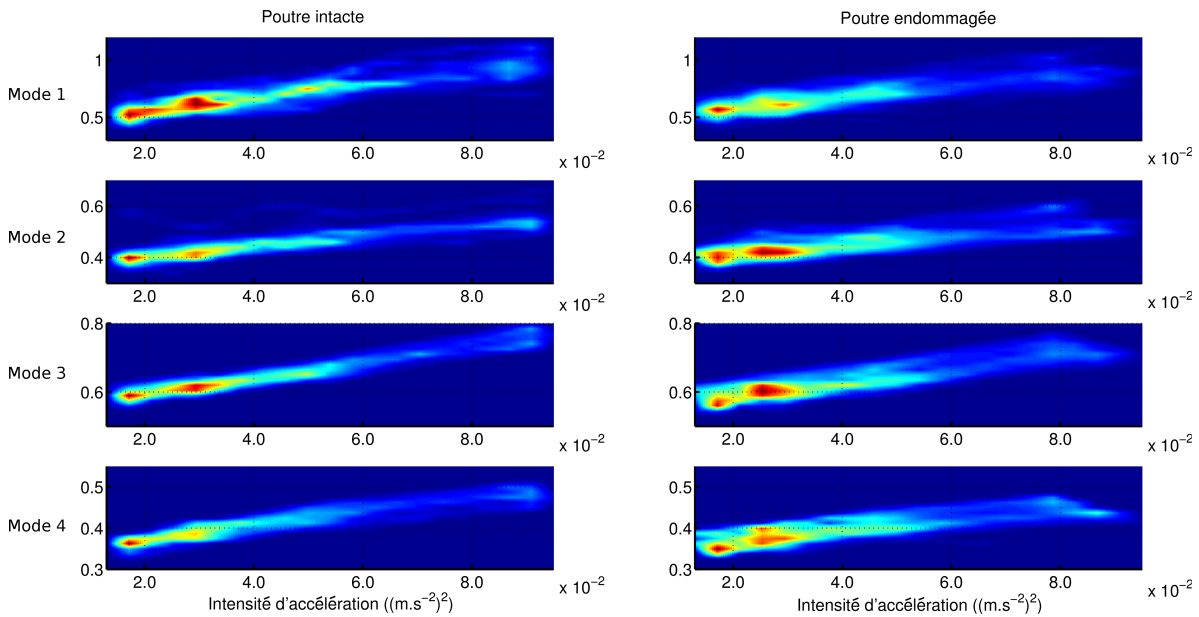 Poutre intacte
Poutre endommagée
Mode 1
1
0.5
2.0 4.0 6.0 8.0
x 10⁻²
1
0.5
2.0 4.0 6.0 8.0
x 10⁻²
Mode 2
0.6
0.4
2.0 4.0 6.0 8.0
x 10⁻²
0.6
0.4
2.0 4.0 6.0 8.0
x 10⁻²
Mode 3
0.8
0.6
2.0 4.0 6.0 8.0
x 10⁻²
0.8
0.6
2.0 4.0 6.0 8.0
x 10⁻²
Mode 4
0.5
0.4
0.3
2.0 4.0 6.0 8.0
x 10⁻²
Intensité d'accélération ((m.s⁻²)²)
0.5
0.4
0.3
2.0 4.0 6.0 8.0
x 10⁻²
Intensité d'accélération ((m.s⁻²)²)